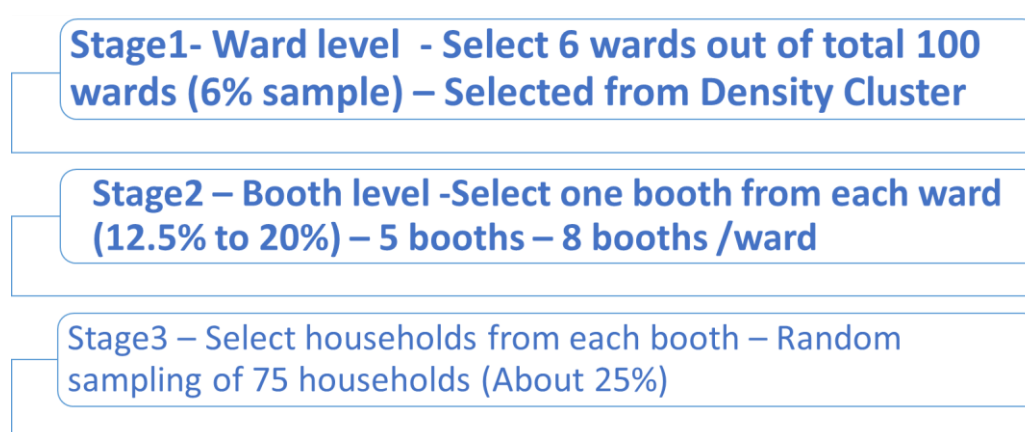 Stage1- Ward level - Select 6 wards out of total 100
wards (6% sample) – Selected from Density Cluster
Stage2 – Booth level -Select one booth from each ward
(12.5% to 20%) – 5 booths – 8 booths /ward
Stage3 – Select households from each booth – Random
sampling of 75 households (About 25%)